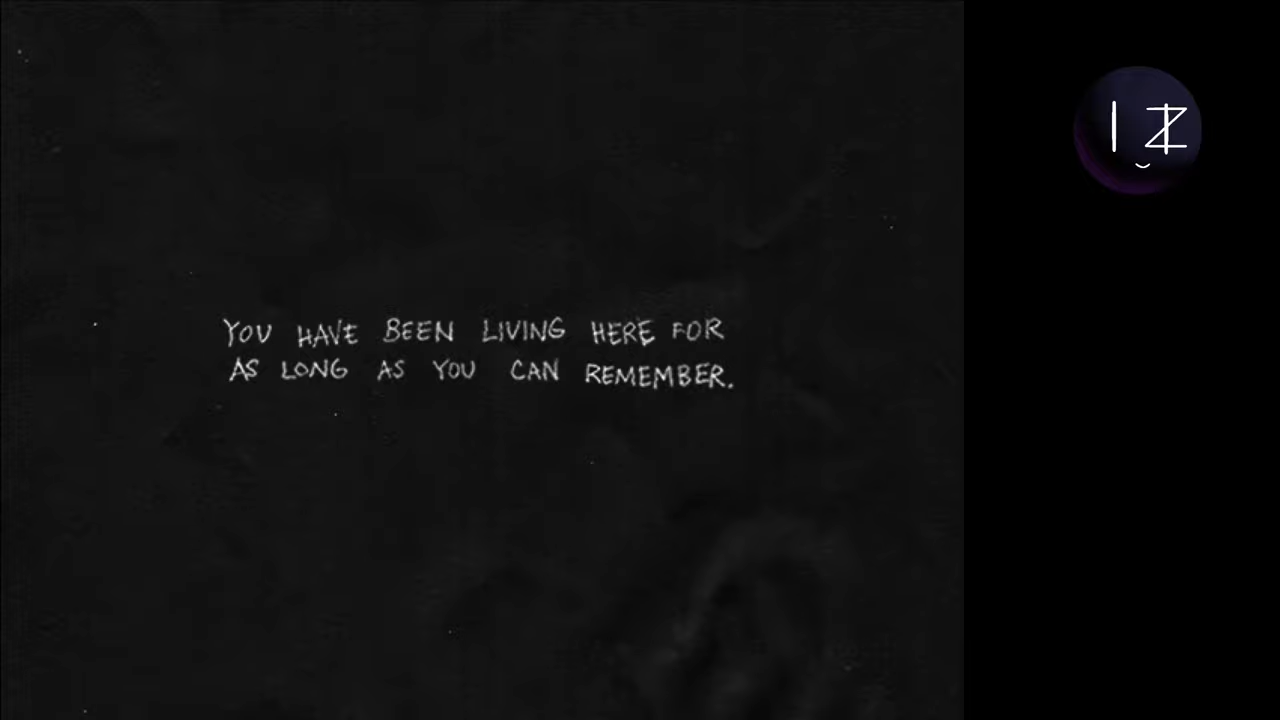 YOU HAVE BEEN LIVING HERE FOR
AS LONG AS YOU CAN REMEMBER.